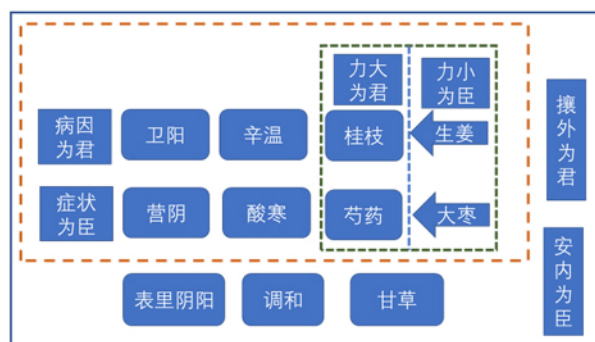 力大
为君
力小
为臣
病因
为君
卫阳
辛温
桂枝
生姜
症状
为臣
营阴
酸寒
芍药
大枣
表里阴阳
调和
甘草
攘外为君
安内为臣